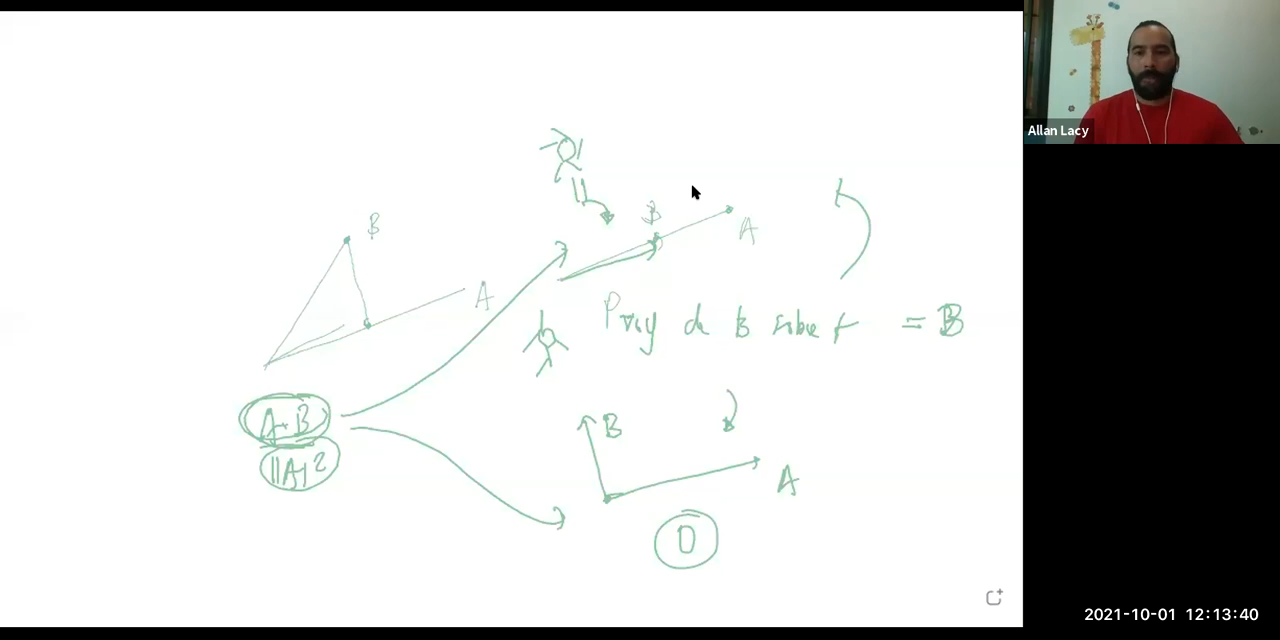 Allan Lacy
B
B
A
A
Proy de B sobre A = B
A · B
||A||²
B
A
0
2021-10-01 12:13:40